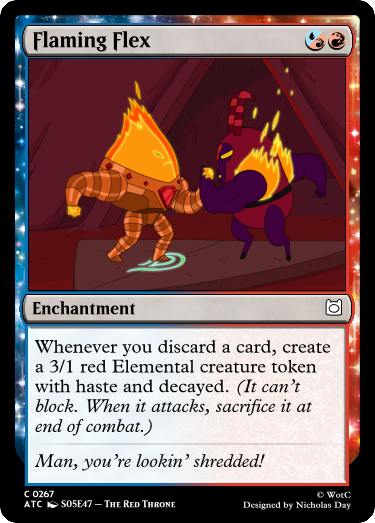 Flaming Flex
Enchantment
Whenever you discard a card, create
a 3/1 red Elemental creature token
with haste and decayed. (It can't
block. When it attacks, sacrifice it at
end of combat.)
Man, you're lookin' shredded!
C 0267
© WotC
ATC S05E47 – The Red Throne
Designed by Nicholas Day